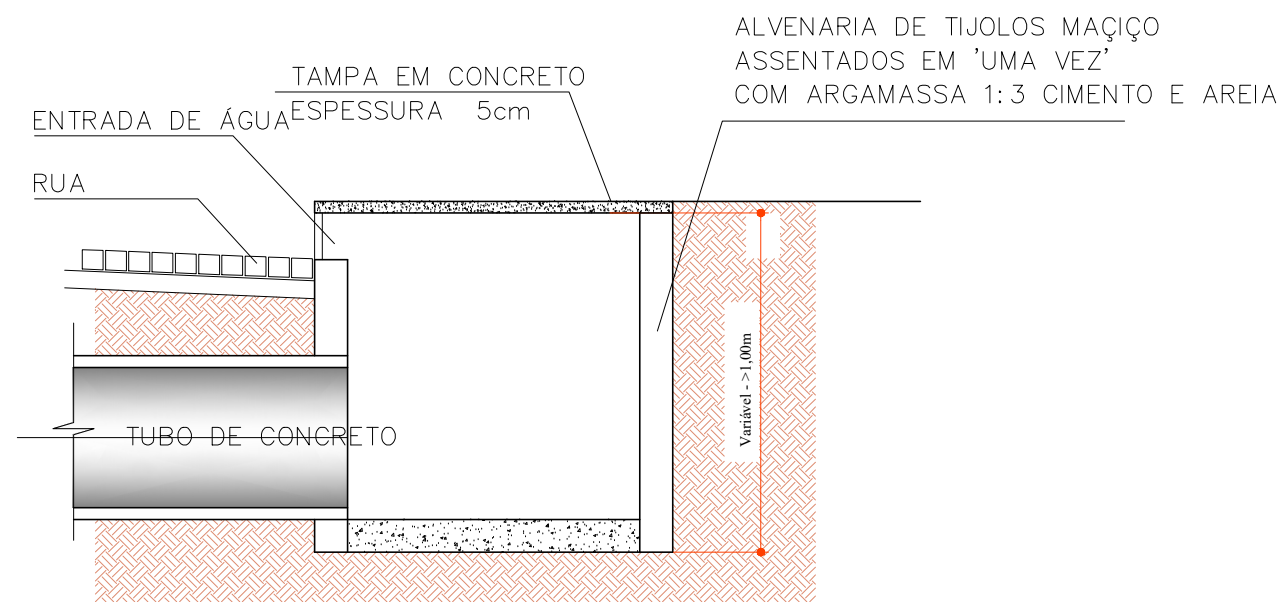 ALVENARIA DE TIJOLOS MAÇIÇO
ASSENTADOS EM 'UMA VEZ'
COM ARGAMASSA 1:3 CIMENTO E AREIA
TAMPA EM CONCRETO
ESPESSURA 5cm
ENTRADA DE ÁGUA
RUA
Variável - >1,00m
TUBO DE CONCRETO